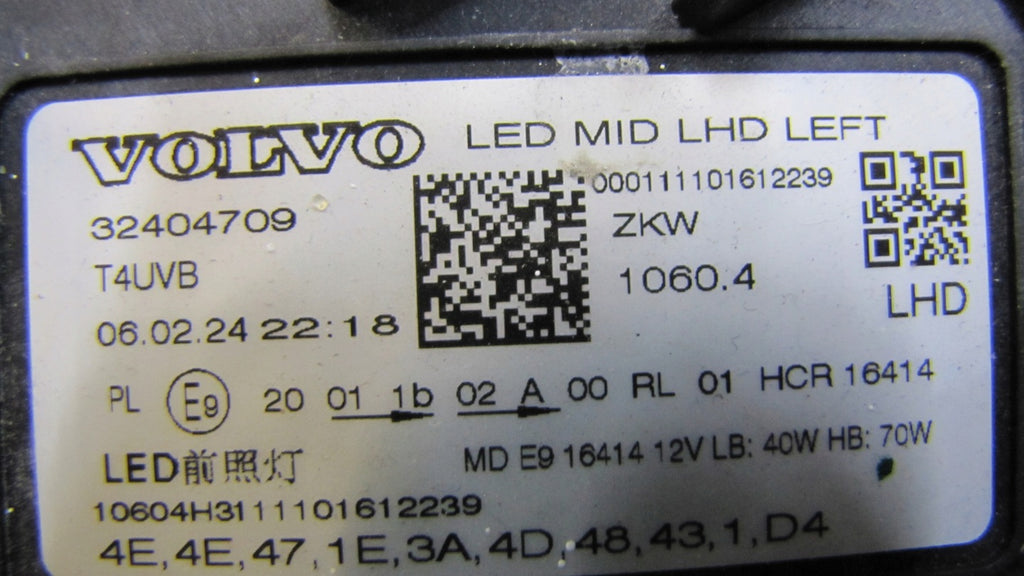 VOLVO LED MID LHD LEFT
000111101612239
32404709 ZKW
T4UVB 1060.4
LHD
06.02.24 22:18
PL E9 20 01 1b 02 A 00 RL 01 HCR 16414
LED前照灯 MD E9 16414 12V LB: 40W HB: 70W
10604H3111101612239
4E,4E,47,1E,3A,4D,48,43,1,D4